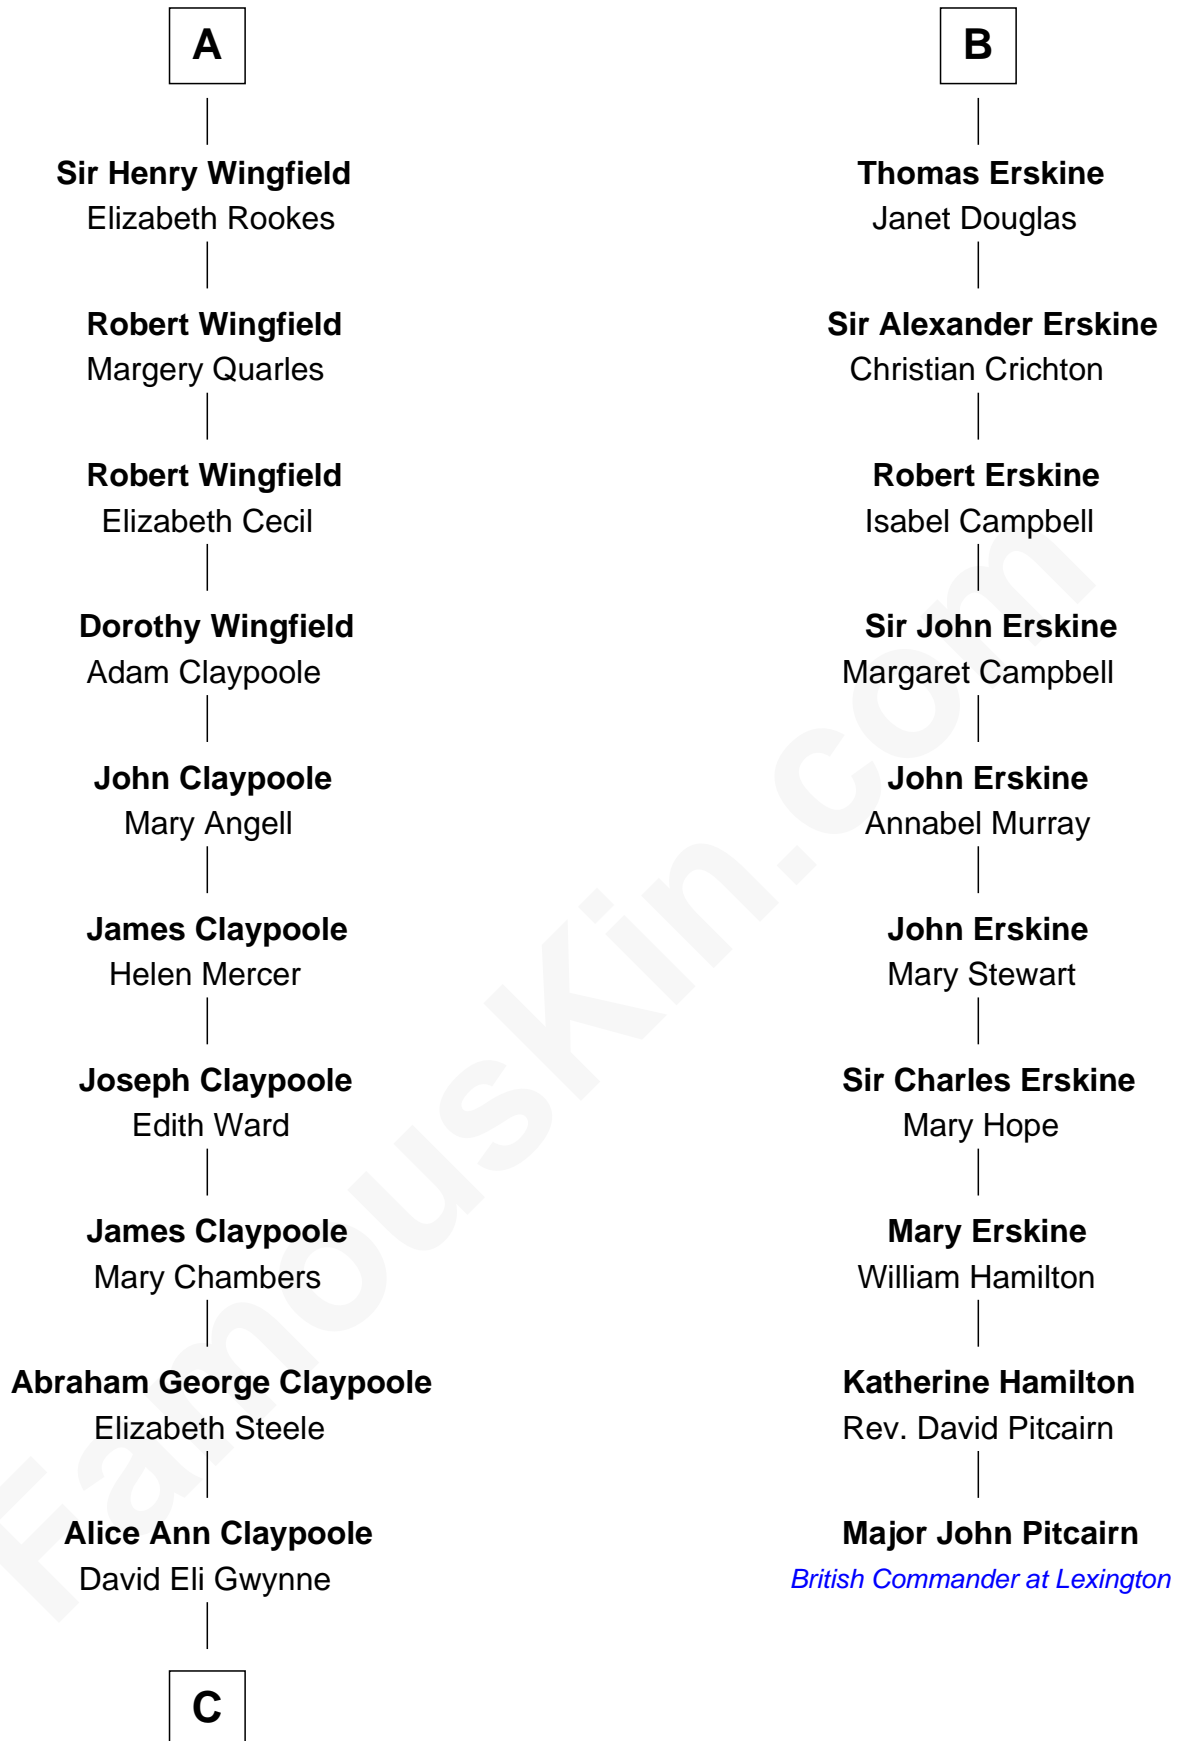 A
Sir Henry Wingfield
Elizabeth Rookes
Robert Wingfield
Margery Quarles
Robert Wingfield
Elizabeth Cecil
Dorothy Wingfield
Adam Claypoole
John Claypoole
Mary Angell
James Claypoole
Helen Mercer
Joseph Claypoole
Edith Ward
James Claypoole
Mary Chambers
Abraham George Claypoole
Elizabeth Steele
Alice Ann Claypoole
David Eli Gwynne
C
B
Thomas Erskine
Janet Douglas
Sir Alexander Erskine
Christian Crichton
Robert Erskine
Isabel Campbell
Sir John Erskine
Margaret Campbell
John Erskine
Annabel Murray
John Erskine
Mary Stewart
Sir Charles Erskine
Mary Hope
Mary Erskine
William Hamilton
Katherine Hamilton
Rev. David Pitcairn
Major John Pitcairn
British Commander at Lexington
FamousKin.com